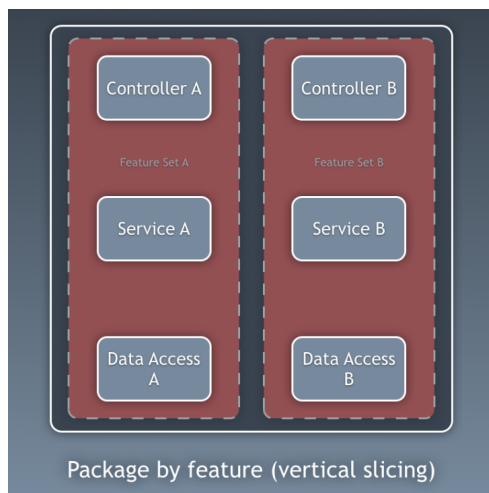 Controller A
Controller B
Feature Set A
Feature Set B
Service A
Service B
Data Access
A
Data Access
B
Package by feature (vertical slicing)